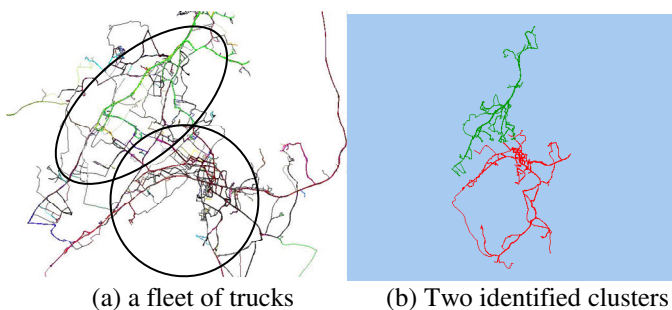 (a) a fleet of trucks
(b) Two identified clusters